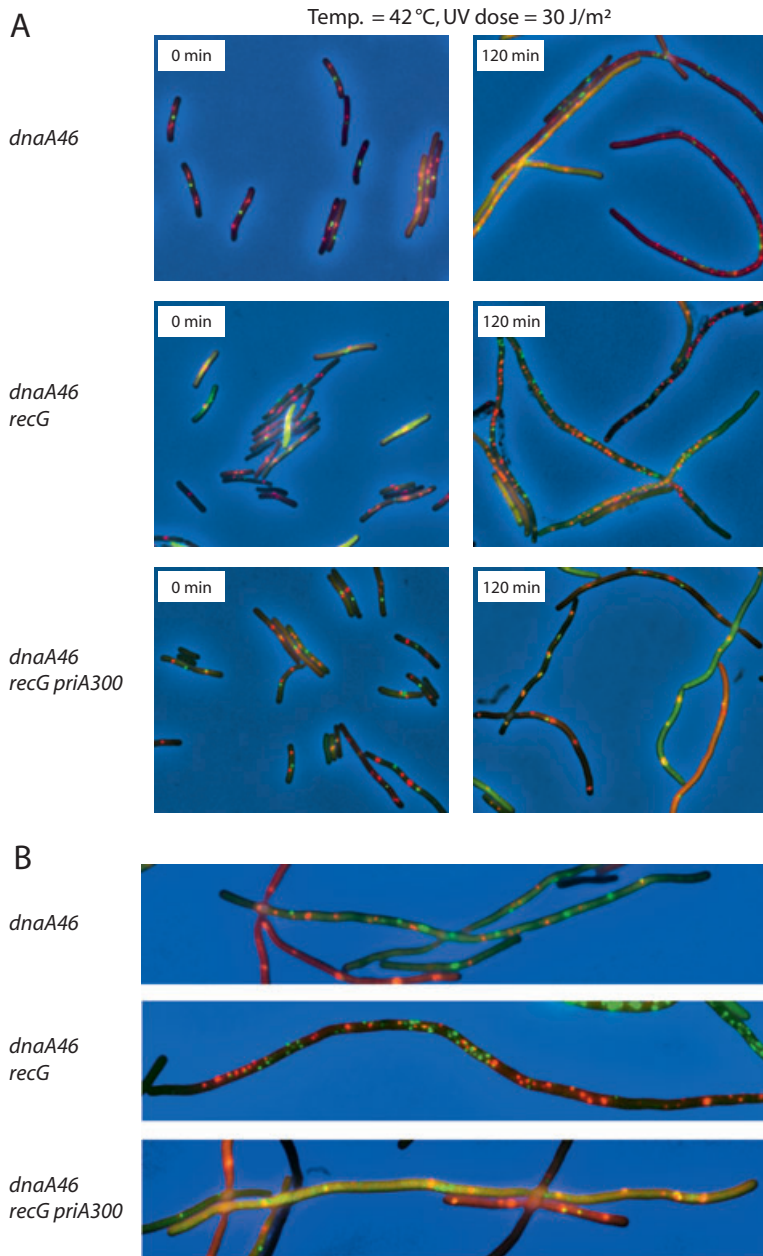 A
Temp. = 42 °C, UV dose = 30 J/m²
dnaA46
0 min
120 min
dnaA46
recG
0 min
120 min
dnaA46
recG priA300
0 min
120 min
B
dnaA46
dnaA46
recG
dnaA46
recG priA300